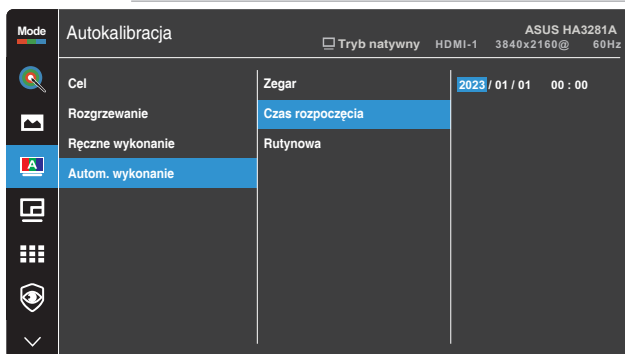 Mode
Autokalibracja
ASUS HA3281A
Tryb natywny HDMI-1 3840x2160@ 60Hz
Cel
Rozgrzewanie
Ręczne wykonanie
Autom. wykonanie
Zegar
Czas rozpoczęcia
Rutynowa
2023 / 01 / 01 00 : 00
A